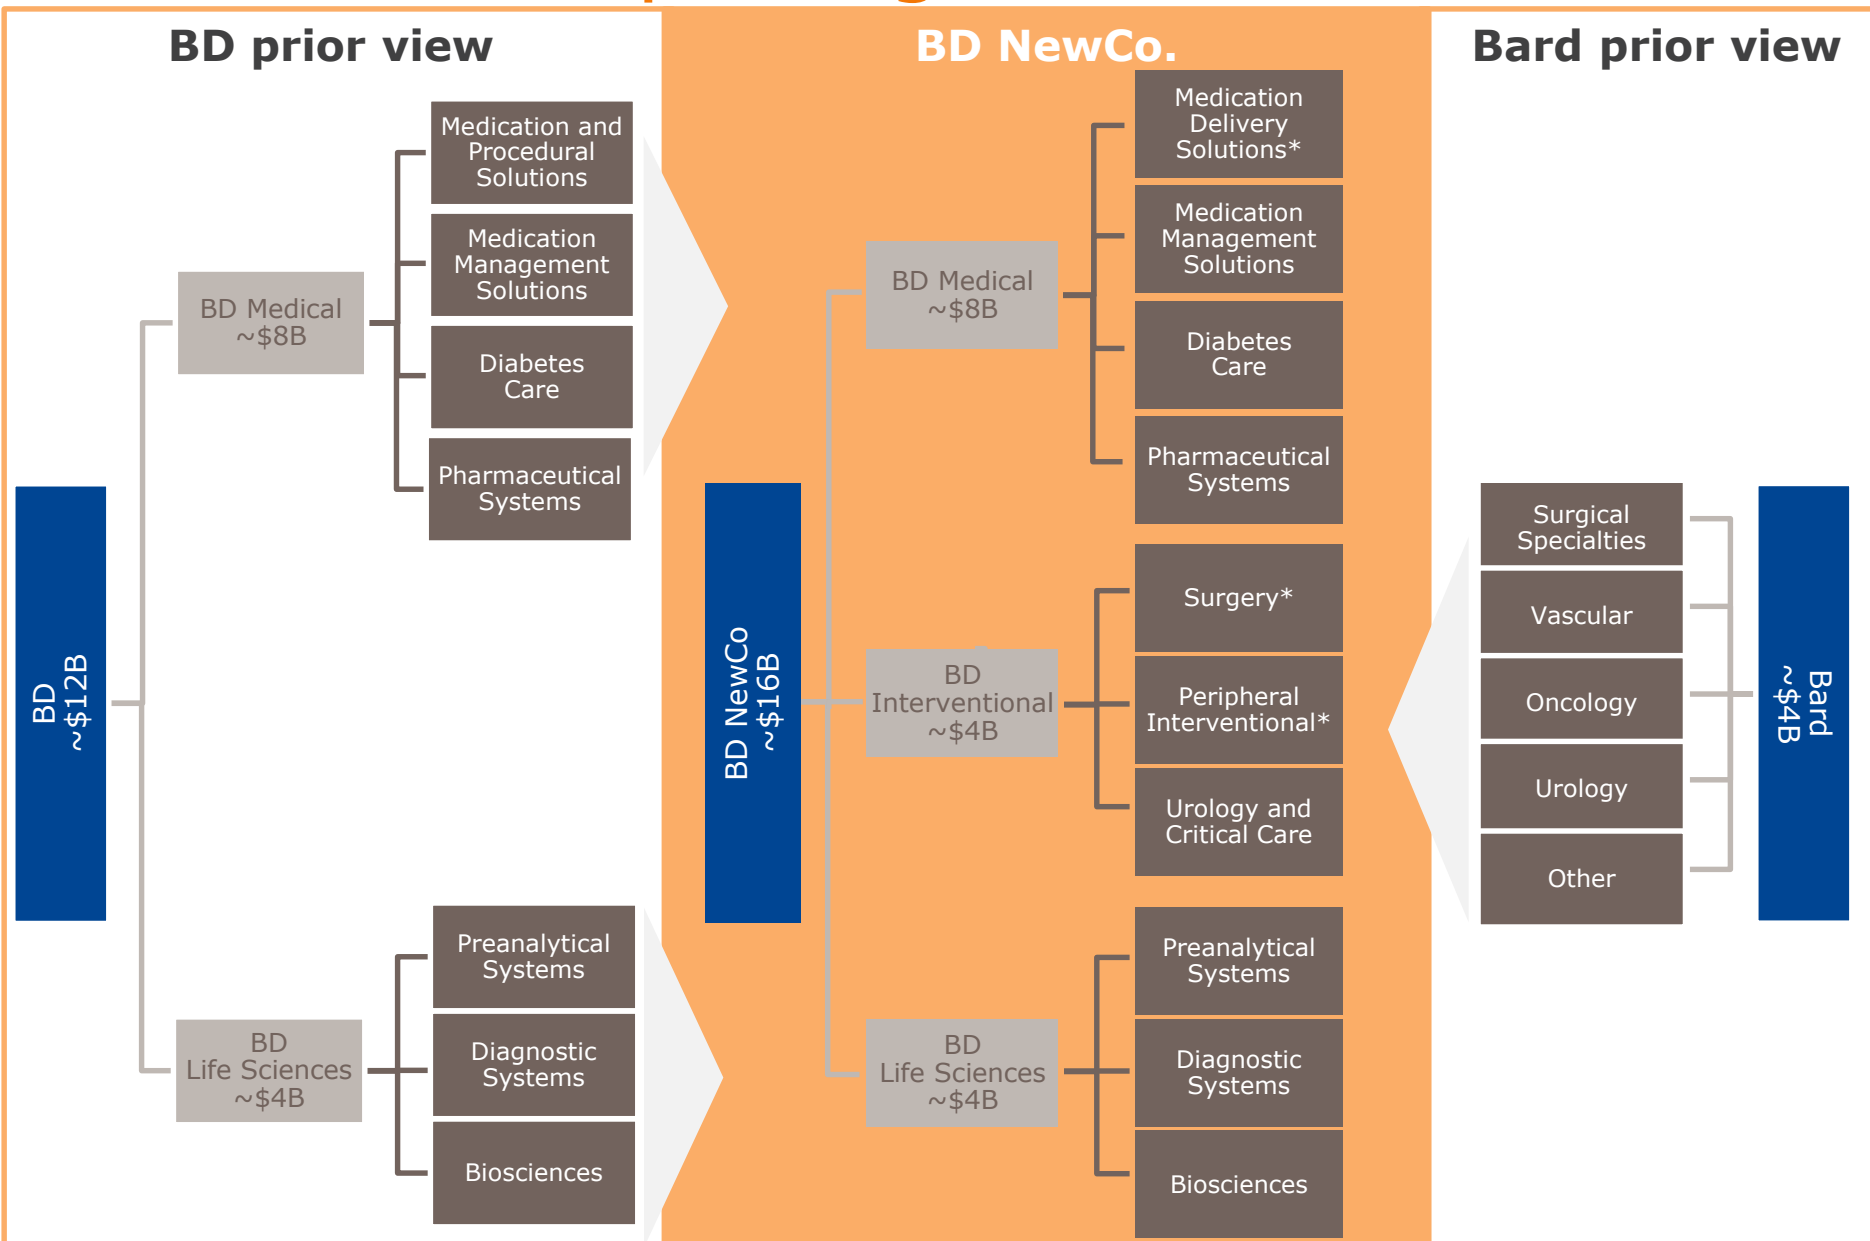 BD prior view
BD NewCo.
Bard prior view
BD
~$12B
BD Medical
~$8B
Medication and
Procedural
Solutions
Medication
Management
Solutions
Diabetes
Care
Pharmaceutical
Systems
BD
Life Sciences
~$4B
Preanalytical
Systems
Diagnostic
Systems
Biosciences
BD NewCo
~$16B
BD Medical
~$8B
Medication
Delivery
Solutions*
Medication
Management
Solutions
Diabetes
Care
Pharmaceutical
Systems
BD
Interventional
~$4B
Surgery*
Peripheral
Interventional*
Urology and
Critical Care
BD
Life Sciences
~$4B
Preanalytical
Systems
Diagnostic
Systems
Biosciences
Surgical
Specialties
Vascular
Oncology
Urology
Other
Bard
~$4B